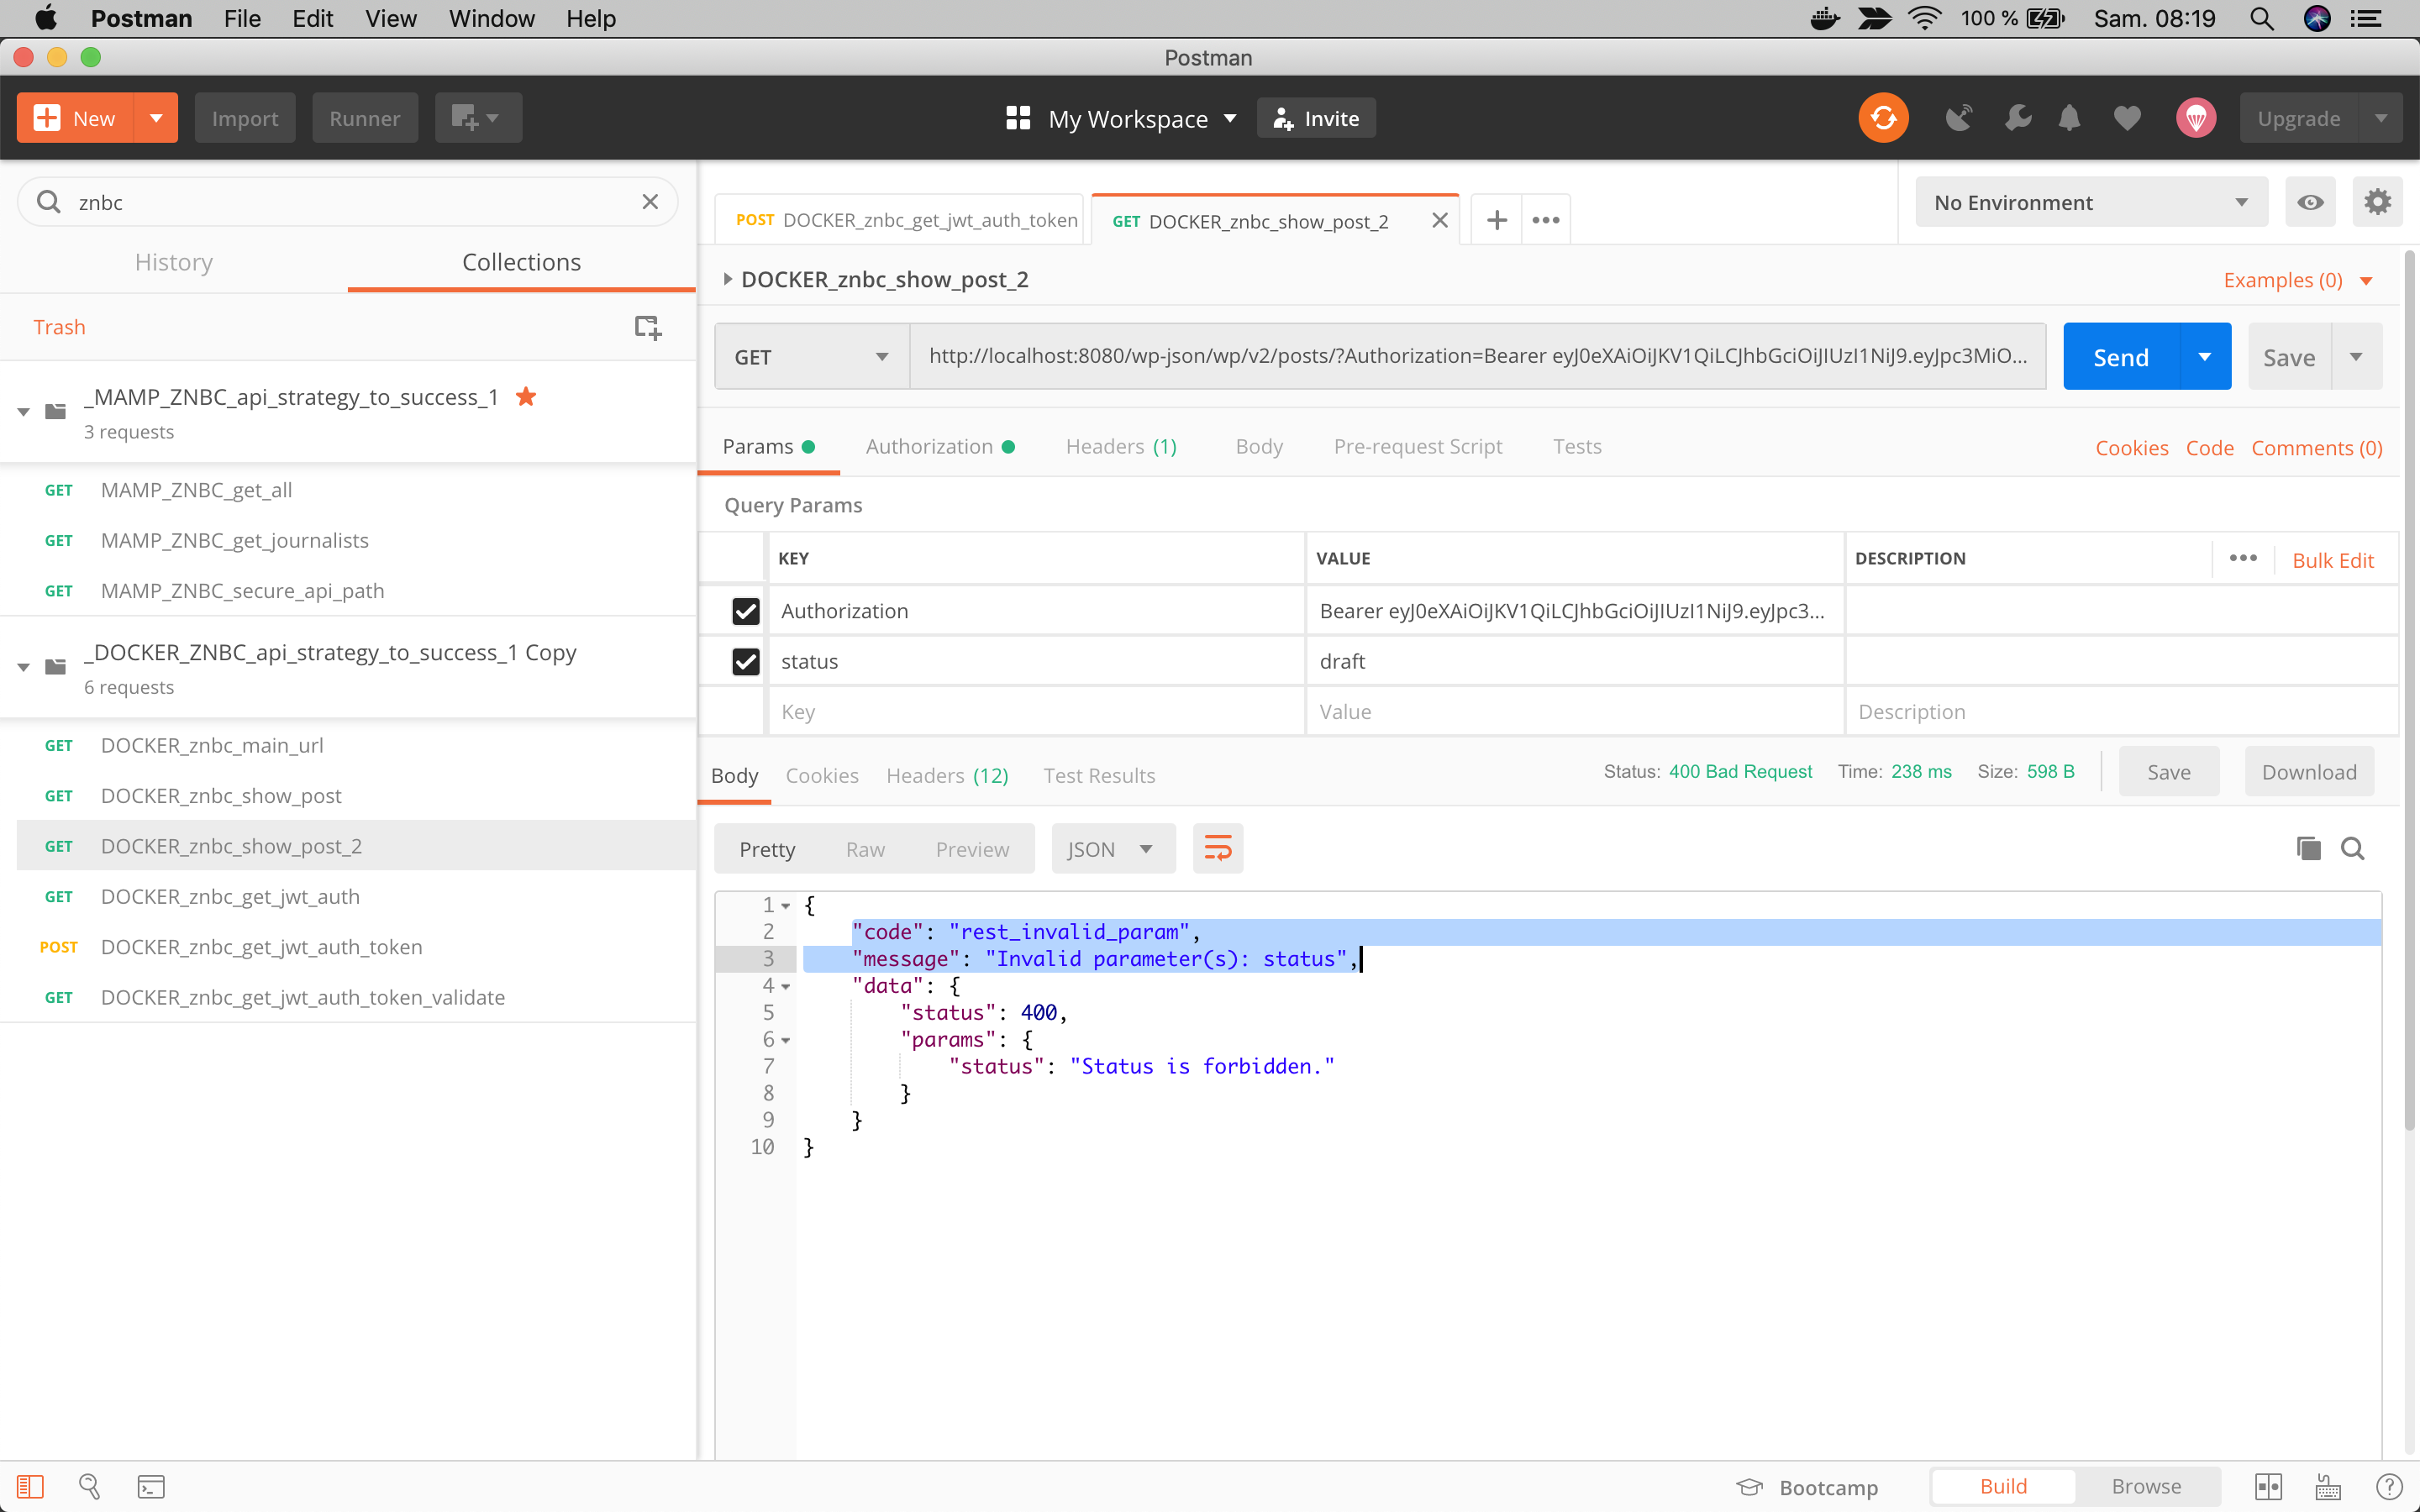 Postman File Edit View Window Help 100 % Sam. 08:19
Postman
New Import Runner My Workspace Invite Upgrade
znbc
History Collections
Trash
_MAMP_ZNBC_api_strategy_to_success_1
3 requests
GET MAMP_ZNBC_get_all
GET MAMP_ZNBC_get_journalists
GET MAMP_ZNBC_secure_api_path
_DOCKER_ZNBC_api_strategy_to_success_1 Copy
6 requests
GET DOCKER_znbc_main_url
GET DOCKER_znbc_show_post
GET DOCKER_znbc_show_post_2
GET DOCKER_znbc_get_jwt_auth
POST DOCKER_znbc_get_jwt_auth_token
GET DOCKER_znbc_get_jwt_auth_token_validate
POST DOCKER_znbc_get_jwt_auth_token GET DOCKER_znbc_show_post_2 No Environment
DOCKER_znbc_show_post_2 Examples (0)
GET http://localhost:8080/wp-json/wp/v2/posts/?Authorization=Bearer eyJ0eXAiOiJKV1QiLCJhbGciOiJIUzI1NiJ9.eyJpc3MiO... Send Save
Params Authorization Headers (1) Body Pre-request Script Tests Cookies Code Comments (0)
Query Params
KEY VALUE DESCRIPTION Bulk Edit
Authorization Bearer eyJ0eXAiOiJKV1QiLCJhbGciOiJIUzI1NiJ9.eyJpc3...
status draft
Key Value Description
Body Cookies Headers (12) Test Results Status: 400 Bad Request Time: 238 ms Size: 598 B Save Download
Pretty Raw Preview JSON
1 {
2 "code": "rest_invalid_param",
3 "message": "Invalid parameter(s): status",
4 "data": {
5 "status": 400,
6 "params": {
7 "status": "Status is forbidden."
8 }
9 }
10 }
Bootcamp Build Browse